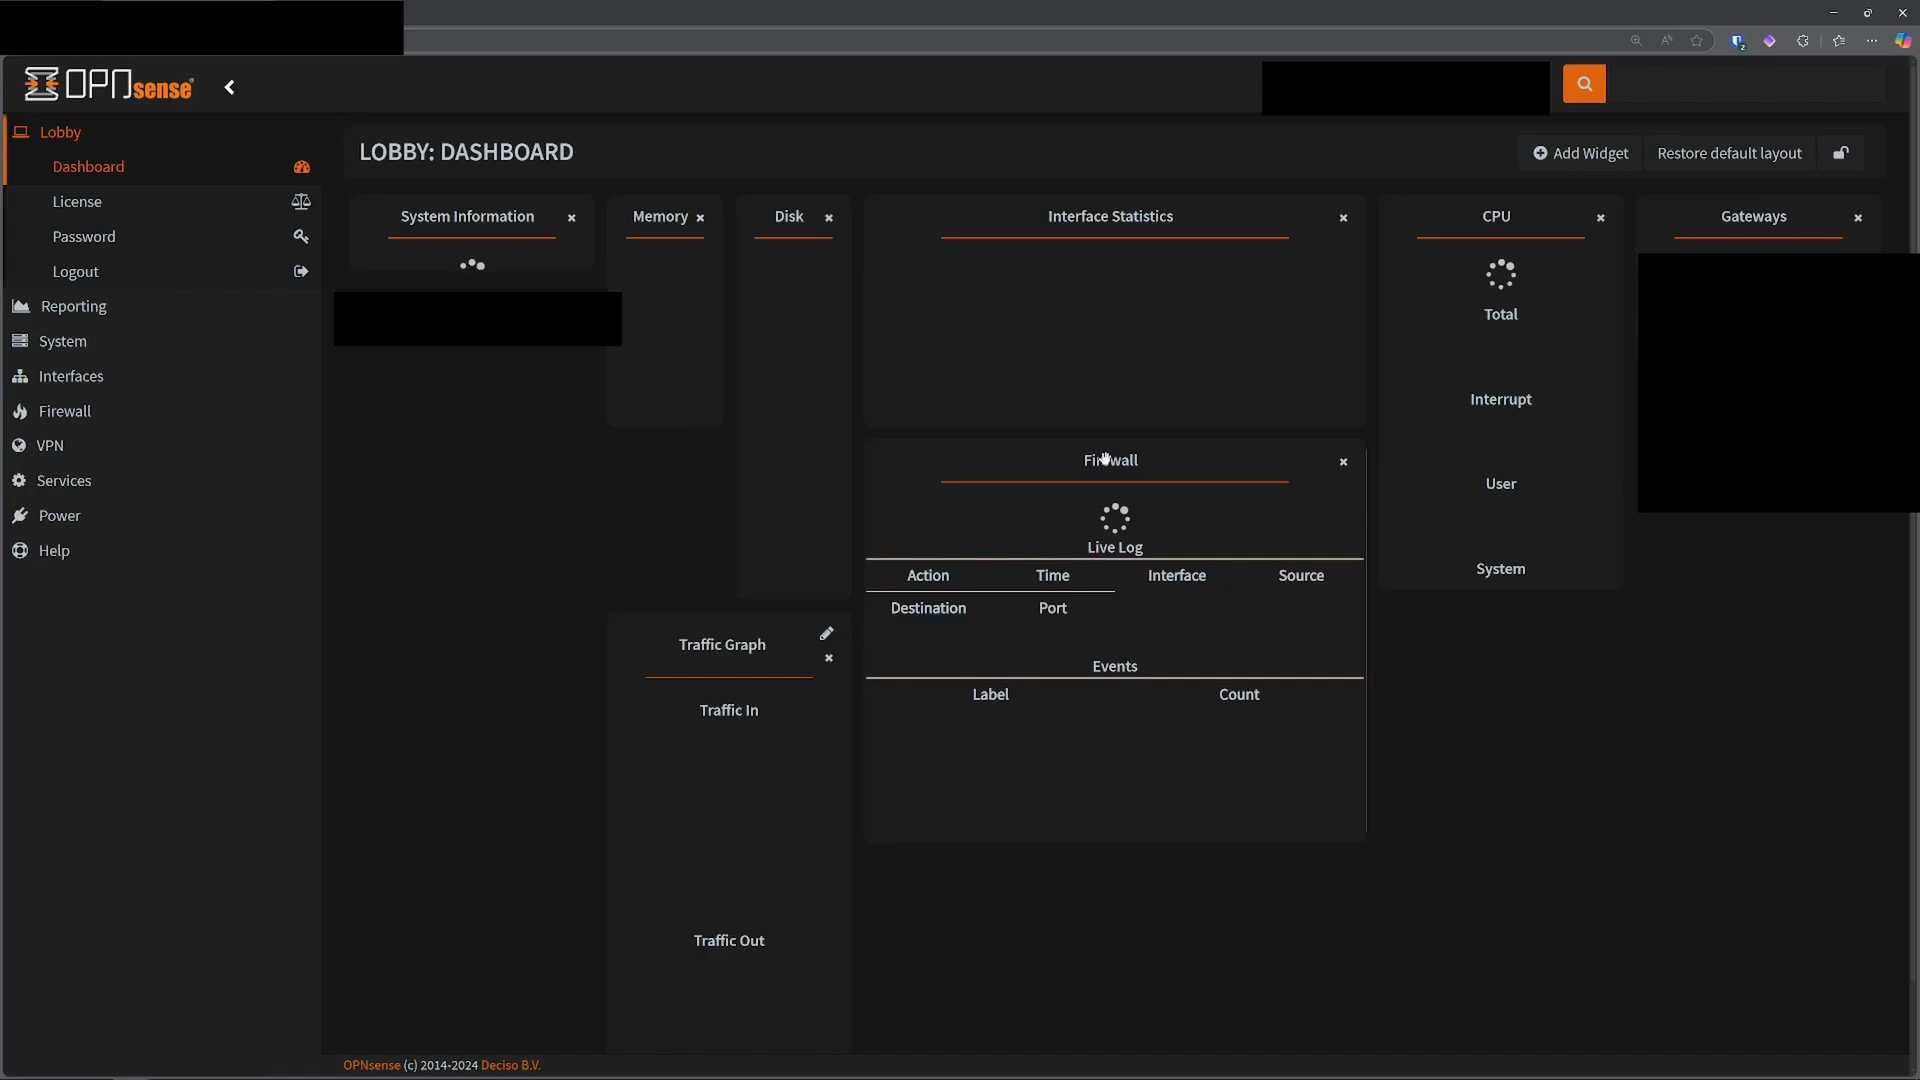 OPNsense
Lobby
Dashboard
License
Password
Logout
Reporting
System
Interfaces
Firewall
VPN
Services
Power
Help
LOBBY: DASHBOARD
Add Widget
Restore default layout
System Information
Memory
Disk
Interface Statistics
CPU
Total
Interrupt
User
System
Gateways
Firewall
Live Log
Action Time Interface Source
Destination Port
Events
Label Count
Traffic Graph
Traffic In
Traffic Out
OPNsense (c) 2014-2024 Deciso B.V.